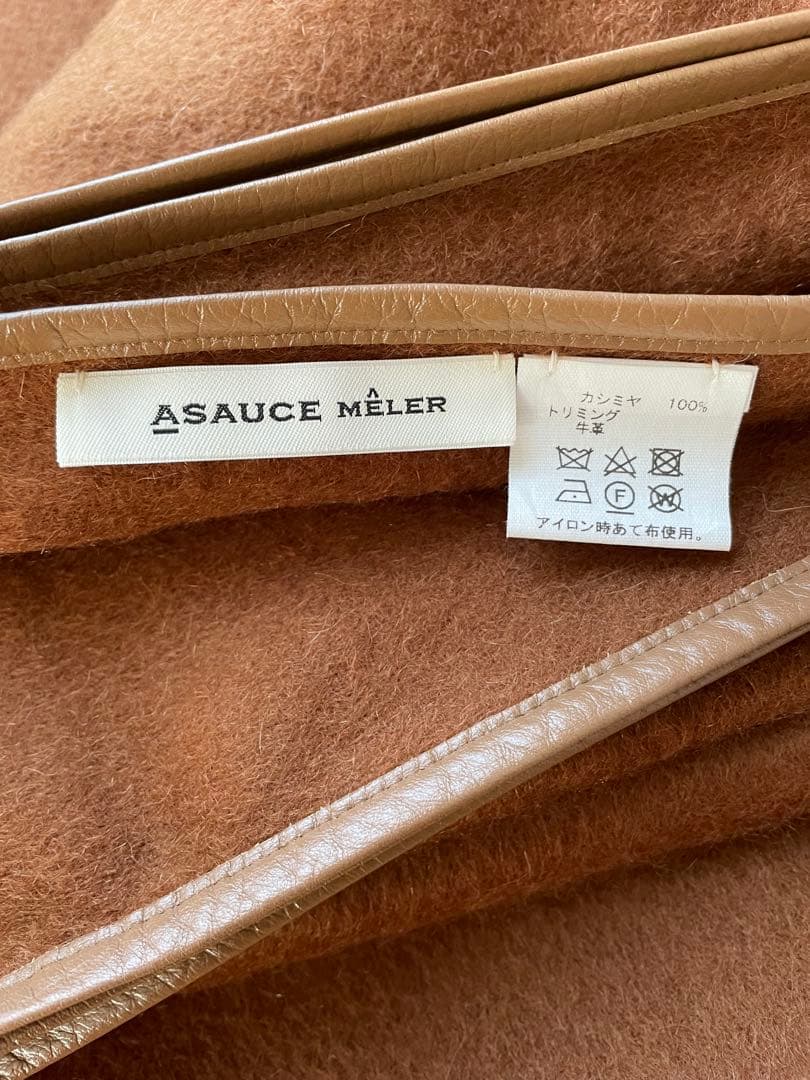 ASAUCE MÊLER
カシミヤ 100%
トリミング
牛革
F W
アイロン時あて布使用。